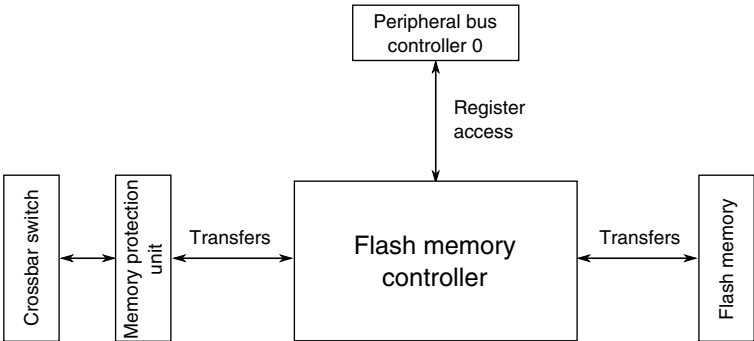 Peripheral bus
controller 0
Register
access
Crossbar switch
Memory protection
unit
Transfers
Flash memory
controller
Transfers
Flash memory